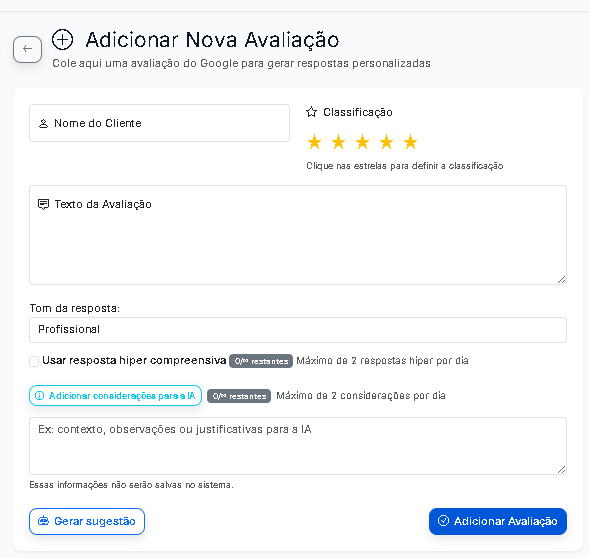 Adicionar Nova Avaliação
Cole aqui uma avaliação do Google para gerar respostas personalizadas
Nome do Cliente
Classificação
Clique nas estrelas para definir a classificação
Texto da Avaliação
Tom da resposta:
Profissional
Usar resposta hiper compreensiva 0/∞ restantes Máximo de 2 respostas hiper por dia
Adicionar considerações para a IA 0/∞ restantes Máximo de 2 considerações por dia
Ex: contexto, observações ou justificativas para a IA
Essas informações não serão salvas no sistema.
Gerar sugestão
Adicionar Avaliação